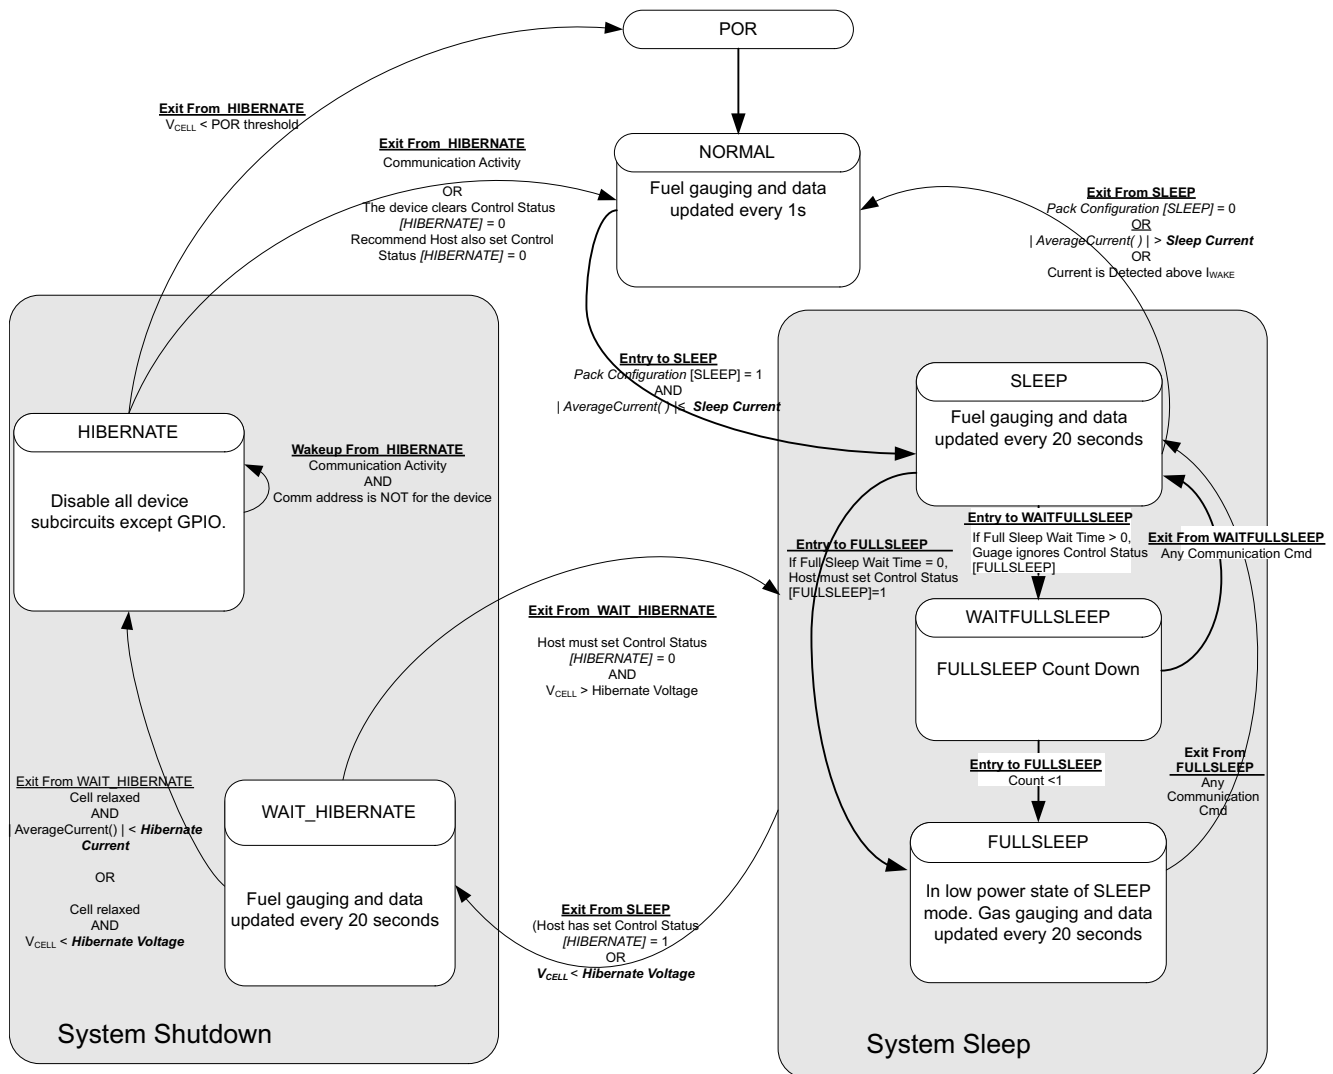 POR
Exit From HIBERNATE
VCELL < POR threshold
Exit From HIBERNATE
Communication Activity
OR
The device clears Control Status
[HIBERNATE] = 0
Recommend Host also set Control
Status [HIBERNATE] = 0
NORMAL
Fuel gauging and data
updated every 1s
Exit From SLEEP
Pack Configuration [SLEEP] = 0
OR
| AverageCurrent( ) | > Sleep Current
OR
Current is Detected above IWAKE
Entry to SLEEP
Pack Configuration [SLEEP] = 1
AND
| AverageCurrent( ) |≤ Sleep Current
SLEEP
Fuel gauging and data
updated every 20 seconds
HIBERNATE
Disable all device
subcircuits except GPIO.
Wakeup From HIBERNATE
Communication Activity
AND
Comm address is NOT for the device
Entry to WAITFULLSLEEP
If Full Sleep Wait Time > 0,
Guage ignores Control Status
[FULLSLEEP]
Exit From WAITFULLSLEEP
Any Communication Cmd
Entry to FULLSLEEP
If Full Sleep Wait Time = 0,
Host must set Control Status
[FULLSLEEP]=1
WAITFULLSLEEP
FULLSLEEP Count Down
Exit From WAIT_HIBERNATE
Host must set Control Status
[HIBERNATE] = 0
AND
VCELL > Hibernate Voltage
Entry to FULLSLEEP
Count <1
Exit From
FULLSLEEP
Any
Communication
Cmd
Exit From WAIT_HIBERNATE
Cell relaxed
AND
| AverageCurrent() | < Hibernate
Current
OR
Cell relaxed
AND
VCELL < Hibernate Voltage
WAIT_HIBERNATE
Fuel gauging and data
updated every 20 seconds
FULLSLEEP
In low power state of SLEEP
mode. Gas gauging and data
updated every 20 seconds
Exit From SLEEP
(Host has set Control Status
[HIBERNATE] = 1
OR
VCELL < Hibernate Voltage
System Shutdown
System Sleep